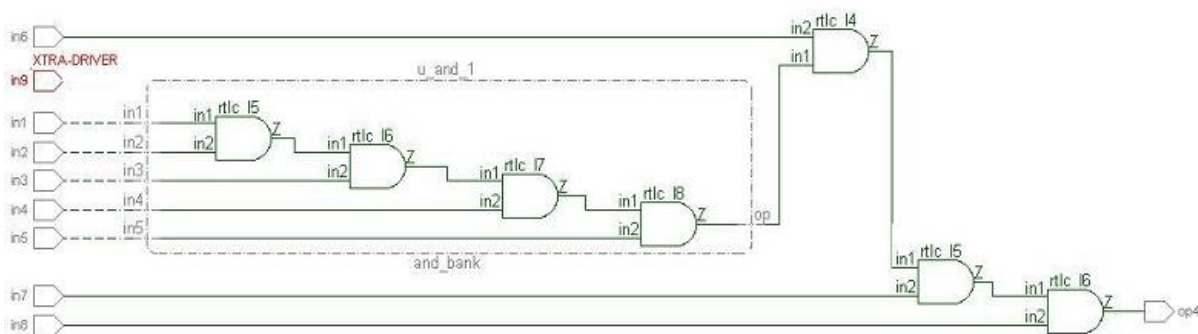 in6
in2 rtlc_I4
Z
in1
XTRA-DRIVER
in9
u_and_1
in1 in1 in1 rtlc_I5
Z
in2 in2 in2 in1 rtlc_I6
Z
in3 in3 in2 in1 rtlc_I7
Z
in4 in4 in2 in1 rtlc_I8
Z op
in5 in5 in2
and_bank
in1 rtlc_I5
Z
in7 in2 in1 rtlc_I6
Z op4
in8 in2